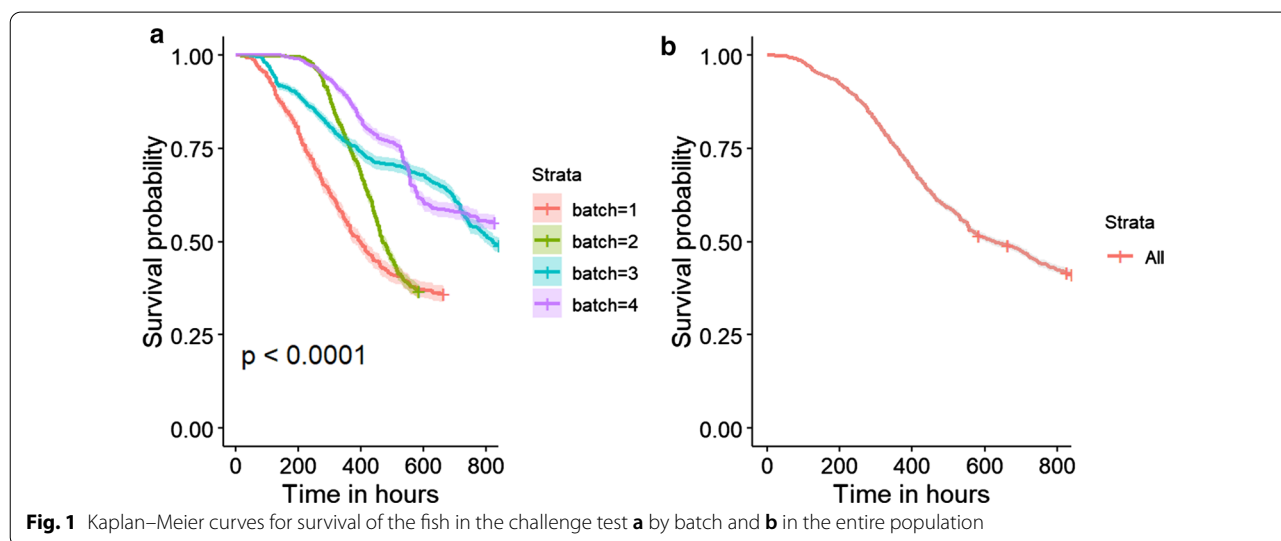 a
1.00
0.75
0.50
0.25
0.00
Survival probability
p < 0.0001
0 200 400 600 800
Time in hours
Strata
batch=1
batch=2
batch=3
batch=4
b
1.00
0.75
0.50
0.25
0.00
Survival probability
0 200 400 600 800
Time in hours
Strata
All
Fig. 1 Kaplan–Meier curves for survival of the fish in the challenge test a by batch and b in the entire population